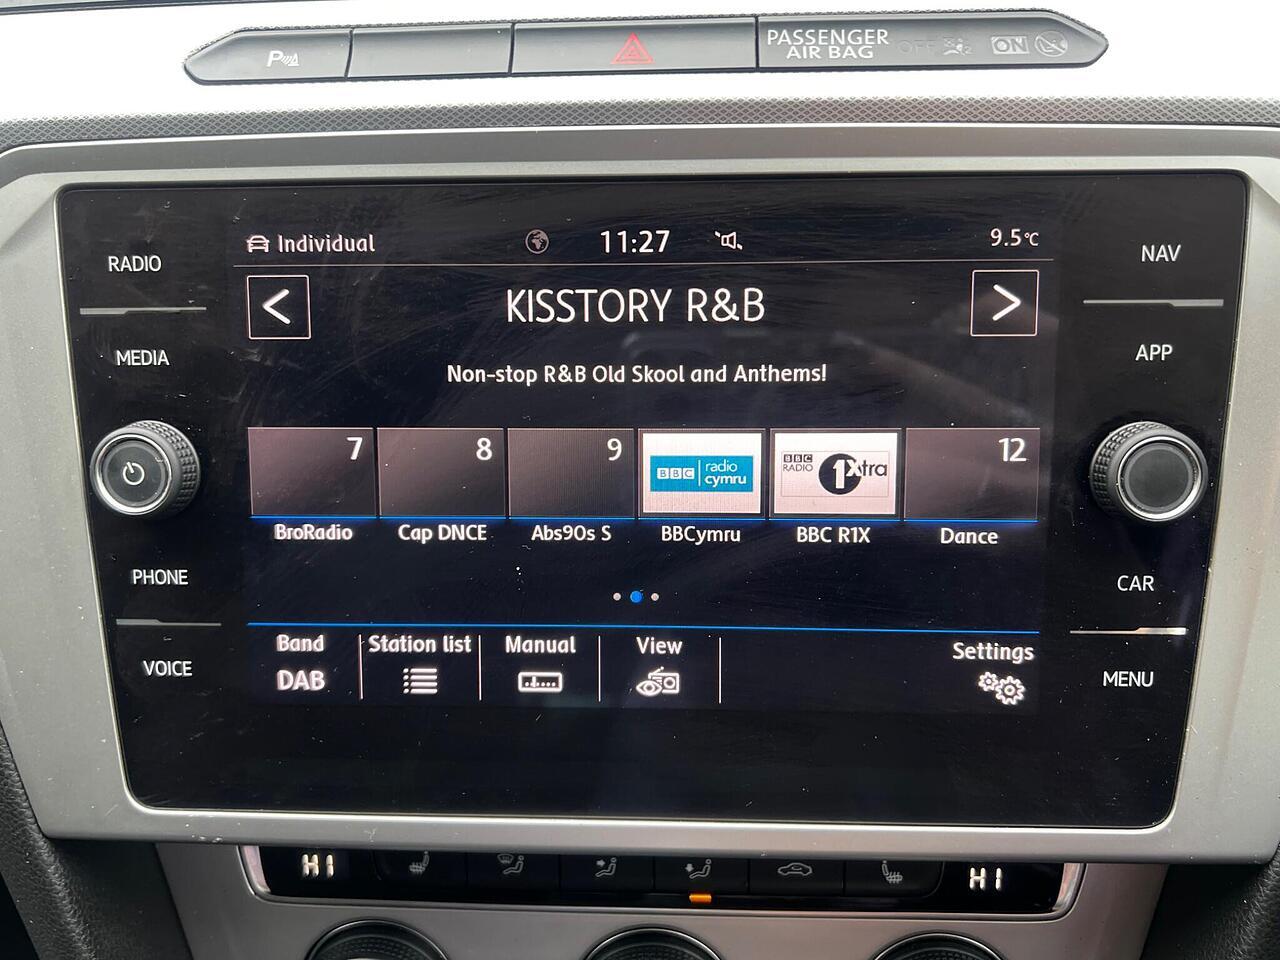 P
PASSENGER
AIR BAG
OFF
2
ON
RADIO
MEDIA
PHONE
VOICE
Individual
11:27
9.5°C
<
KISSTORY R&B
>
Non-stop R&B Old Skool and Anthems!
7
8
9
BBC radio
cymru
BBC
RADIO
1Xtra
12
BroRadio
Cap DNCE
Abs90s S
BBCymru
BBC R1X
Dance
Band
DAB
Station list
Manual
View
Settings
NAV
APP
CAR
MENU
HI
HI